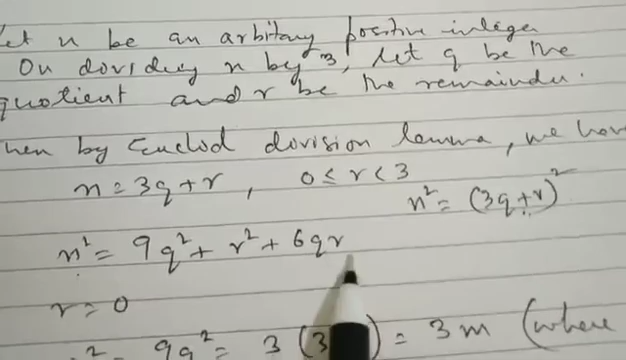 Let n be an arbitary positive integer
On dividing n by 3, let q be the
quotient and r be the remainder.
Then by Euclid division lemma, we have
n = 3q + r , 0 ≤ r < 3
n² = (3q + r)²
n² = 9q² + r² + 6qr
r = 0
n² = 9q² = 3(3 ) = 3m (where